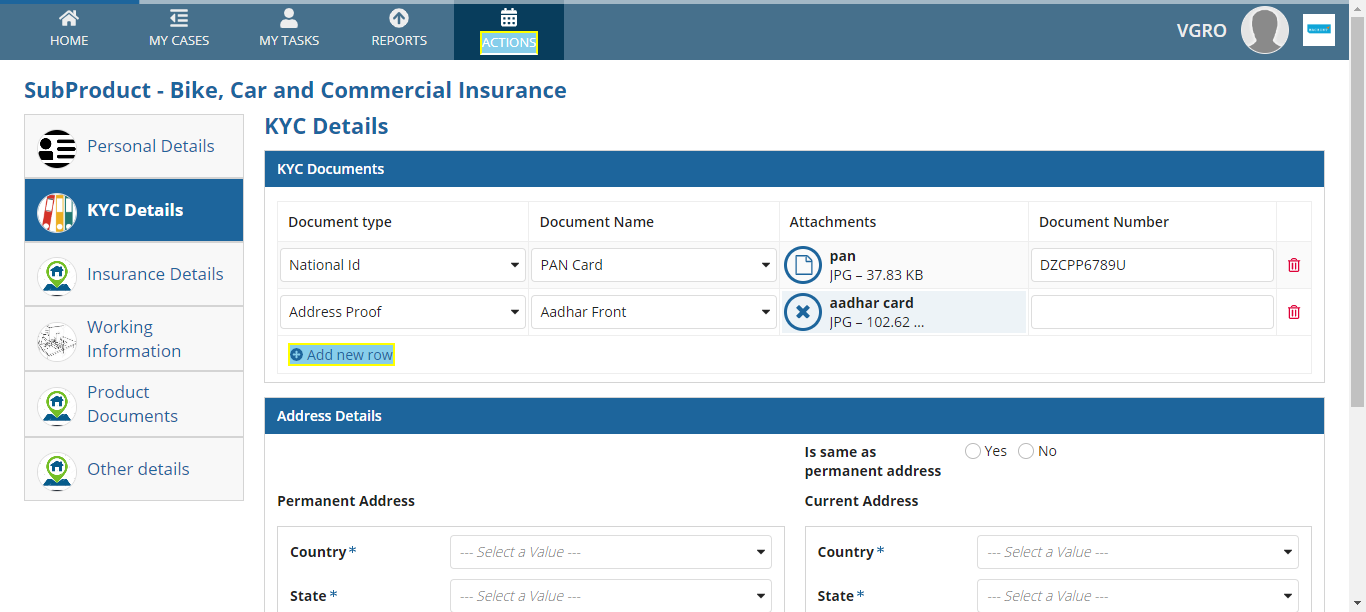 HOME
MY CASES
MY TASKS
REPORTS
ACTIONS
VGRO
SubProduct - Bike, Car and Commercial Insurance
Personal Details
KYC Details
Insurance Details
Working
Information
Product
Documents
Other details
KYC Details
KYC Documents
Document type Document Name Attachments Document Number
National Id PAN Card pan DZCPP6789U
JPG – 37.83 KB
Address Proof Aadhar Front aadhar card
JPG – 102.62 ...
Add new row
Address Details
Is same as Yes No
permanent address
Permanent Address Current Address
Country* --- Select a Value --- Country* --- Select a Value ---
State* --- Select a Value --- State* --- Select a Value ---